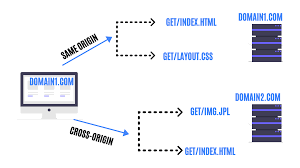 GET/INDEX.HTML
DOMAIN1.COM
SAME ORIGIN
GET/LAYOUT.CSS
DOMAIN1.COM
DOMAIN2.COM
GET/IMG.JPL
CROSS-ORIGIN
GET/INDEX.HTML